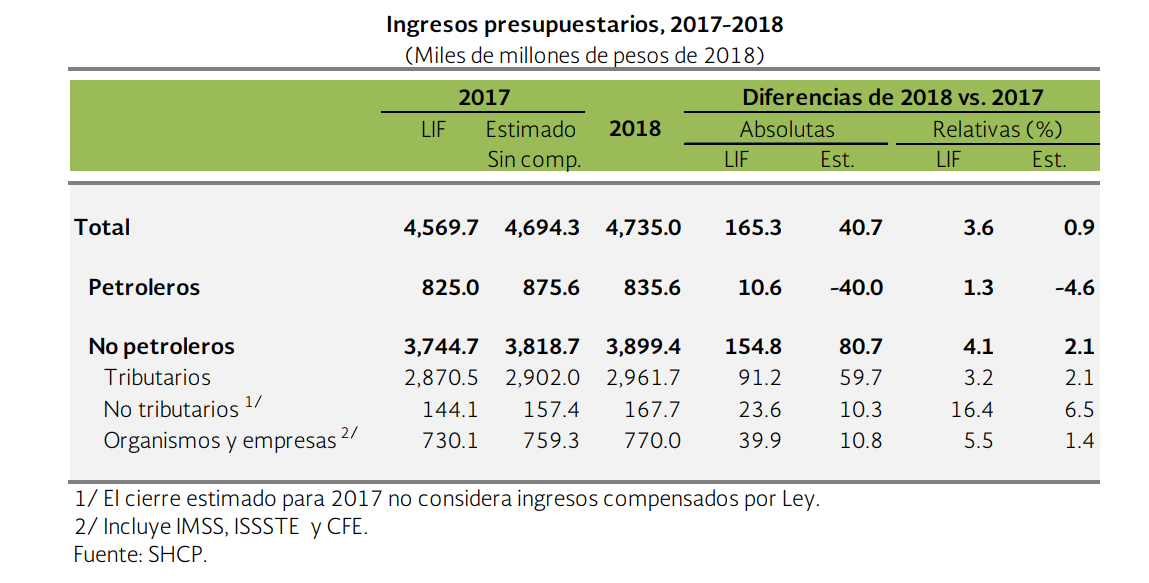 Ingresos presupuestarios, 2017-2018
(Miles de millones de pesos de 2018)
2017 2018 Diferencias de 2018 vs. 2017
LIF Estimado Absolutas Relativas (%)
Sin comp. LIF Est. LIF Est.
Total 4,569.7 4,694.3 4,735.0 165.3 40.7 3.6 0.9
Petroleros 825.0 875.6 835.6 10.6 -40.0 1.3 -4.6
No petroleros 3,744.7 3,818.7 3,899.4 154.8 80.7 4.1 2.1
Tributarios 2,870.5 2,902.0 2,961.7 91.2 59.7 3.2 2.1
No tributarios 1/ 144.1 157.4 167.7 23.6 10.3 16.4 6.5
Organismos y empresas 2/ 730.1 759.3 770.0 39.9 10.8 5.5 1.4
1/ El cierre estimado para 2017 no considera ingresos compensados por Ley.
2/ Incluye IMSS, ISSSTE y CFE.
Fuente: SHCP.